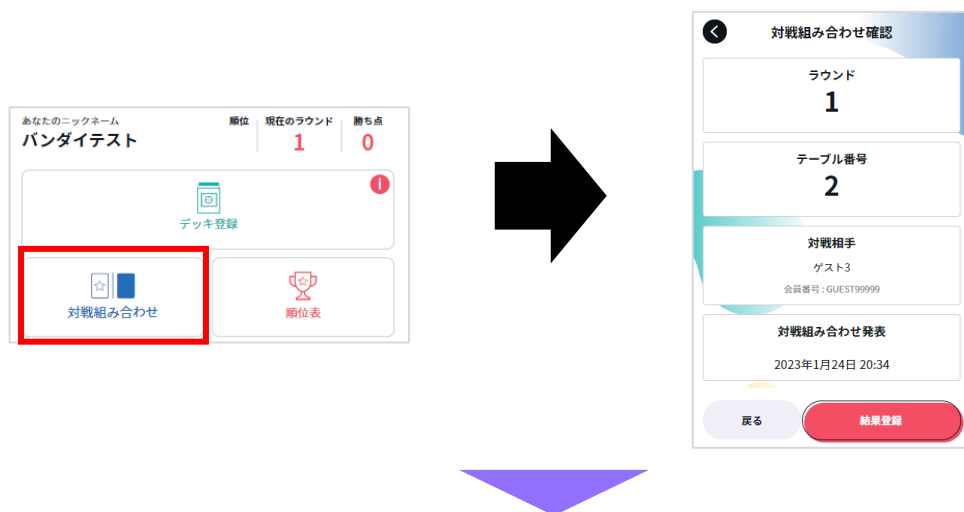 あなたのニックネーム
バンダイテスト
順位
現在のラウンド
1
勝ち点
0
i
デッキ登録
対戦組み合わせ
順位表
対戦組み合わせ確認
ラウンド
1
テーブル番号
2
対戦相手
ゲスト3
会員番号 : GUEST99999
対戦組み合わせ発表
2023年1月24日 20:34
戻る
結果登録